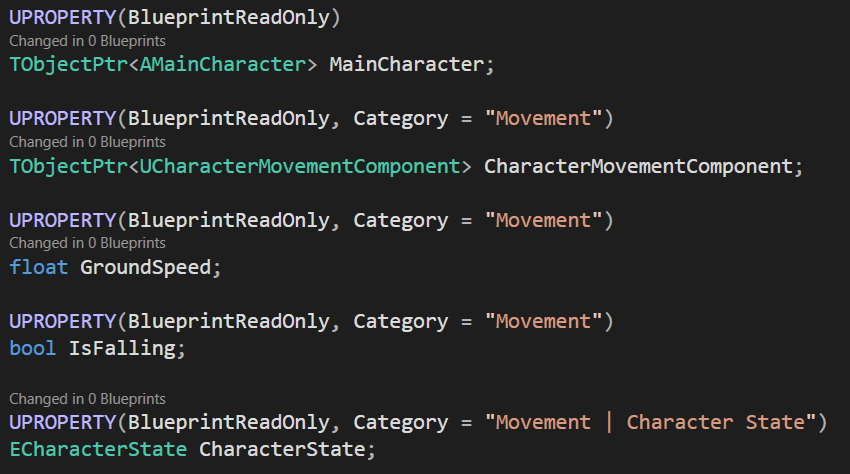 UPROPERTY(BlueprintReadOnly)
Changed in 0 Blueprints
TObjectPtr<AMainCharacter> MainCharacter;
UPROPERTY(BlueprintReadOnly, Category = "Movement")
Changed in 0 Blueprints
TObjectPtr<UCharacterMovementComponent> CharacterMovementComponent;
UPROPERTY(BlueprintReadOnly, Category = "Movement")
Changed in 0 Blueprints
float GroundSpeed;
UPROPERTY(BlueprintReadOnly, Category = "Movement")
bool IsFalling;
Changed in 0 Blueprints
UPROPERTY(BlueprintReadOnly, Category = "Movement | Character State")
ECharacterState CharacterState;